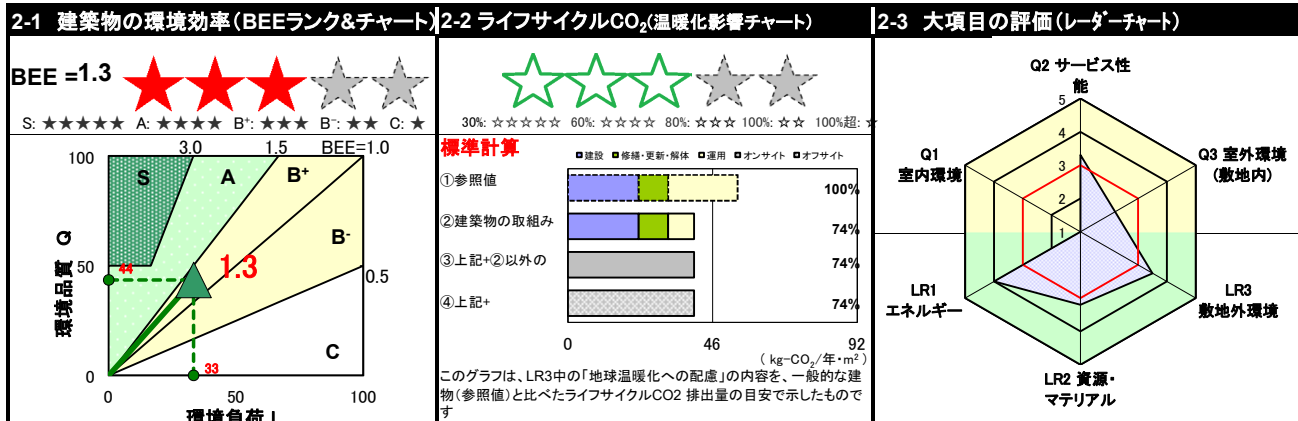 2-1 建築物の環境効率(BEEランク&チャート)
BEE =1.3
S: ★★★★★ A: ★★★★ B⁺: ★★★ B⁻: ★★ C: ★
3.0 1.5 BEE=1.0
100
S A B⁺
B⁻
50
44
1.3
0.5
C
33
0
0 50 100
環境品質 Q
環境負荷 L
2-2 ライフサイクルCO₂(温暖化影響チャート)
30%: ☆☆☆☆☆ 60%: ☆☆☆☆ 80%: ☆☆☆ 100%: ☆☆ 100%超: ☆
標準計算
建設 修繕・更新・解体 運用 オンサイト オフサイト
①参照値 100%
②建築物の取組み 74%
③上記+②以外の 74%
④上記+ 74%
0 46 92
( kg-CO₂/年・m² )
このグラフは、LR3中の「地球温暖化への配慮」の内容を、一般的な建
物(参照値)と比べたライフサイクルCO2 排出量の目安で示したもので
す
2-3 大項目の評価(レーダーチャート)
Q2 サービス性
能
5
4
3
2
1
Q1
室内環境
Q3 室外環境
(敷地内)
LR1
エネルギー
LR3
敷地外環境
LR2 資源・
マテリアル